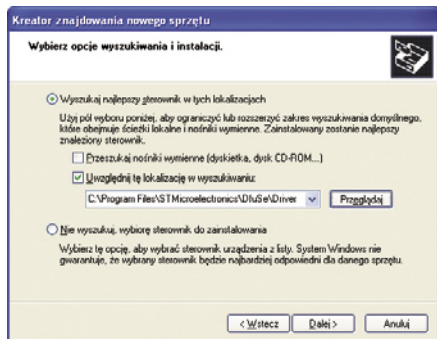 Kreator znajdowania nowego sprzętu
Wybierz opcje wyszukiwania i instalacji.
Wyszukaj najlepszy sterownik w tych lokalizacjach
Użyj pól wyboru poniżej, aby ograniczyć lub rozszerzyć zakres wyszukiwania domyślnego,
które obejmuje ścieżki lokalne i nośniki wymienne. Zainstalowany zostanie najlepszy
znaleziony sterownik.
Przeszukaj nośniki wymienne (dyskietka, dysk CD-ROM...)
Uwzględnij tę lokalizację w wyszukiwaniu:
C:\Program Files\STMicroelectronics\DfuSe\Driver
Przeglądaj
Nie wyszukuj, wybiorę sterownik do zainstalowania
Wybierz tę opcję, aby wybrać sterownik urządzenia z listy. System Windows nie
gwarantuje, że wybrany sterownik będzie najbardziej odpowiedni dla danego sprzętu.
< Wstecz Dalej > Anuluj